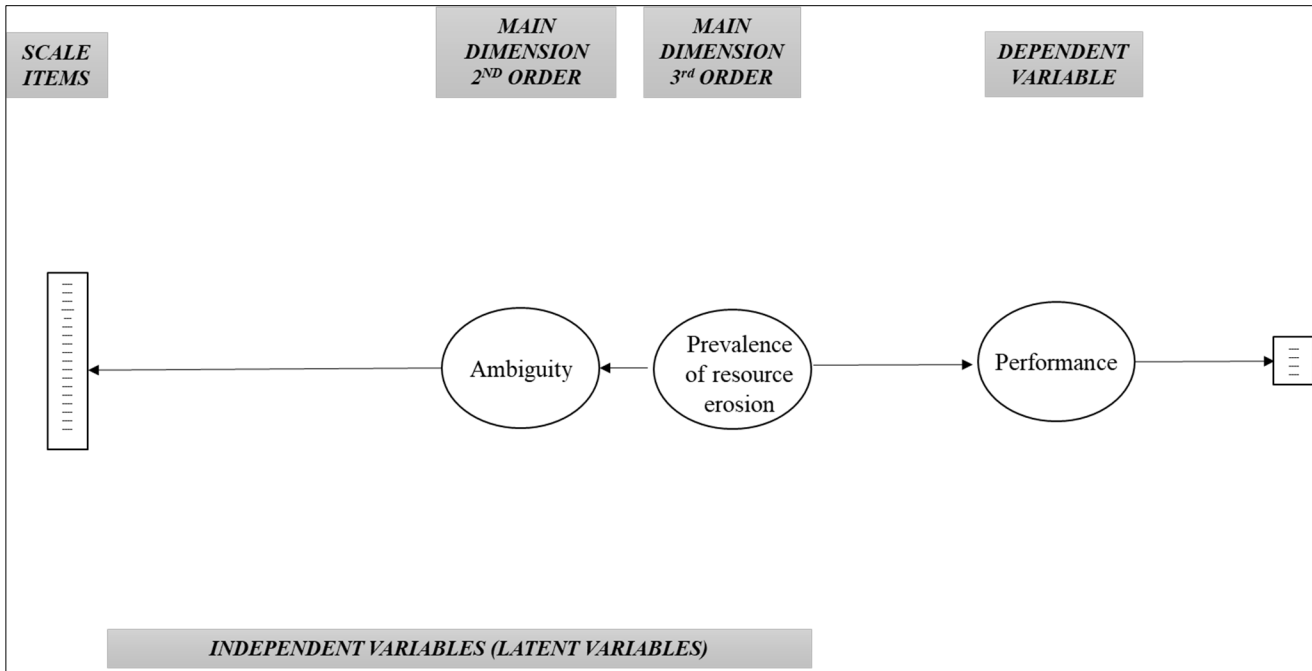 SCALE
ITEMS
MAIN
DIMENSION
2ND ORDER
MAIN
DIMENSION
3rd ORDER
DEPENDENT
VARIABLE
Ambiguity
Prevalence
of resource
erosion
Performance
INDEPENDENT VARIABLES (LATENT VARIABLES)